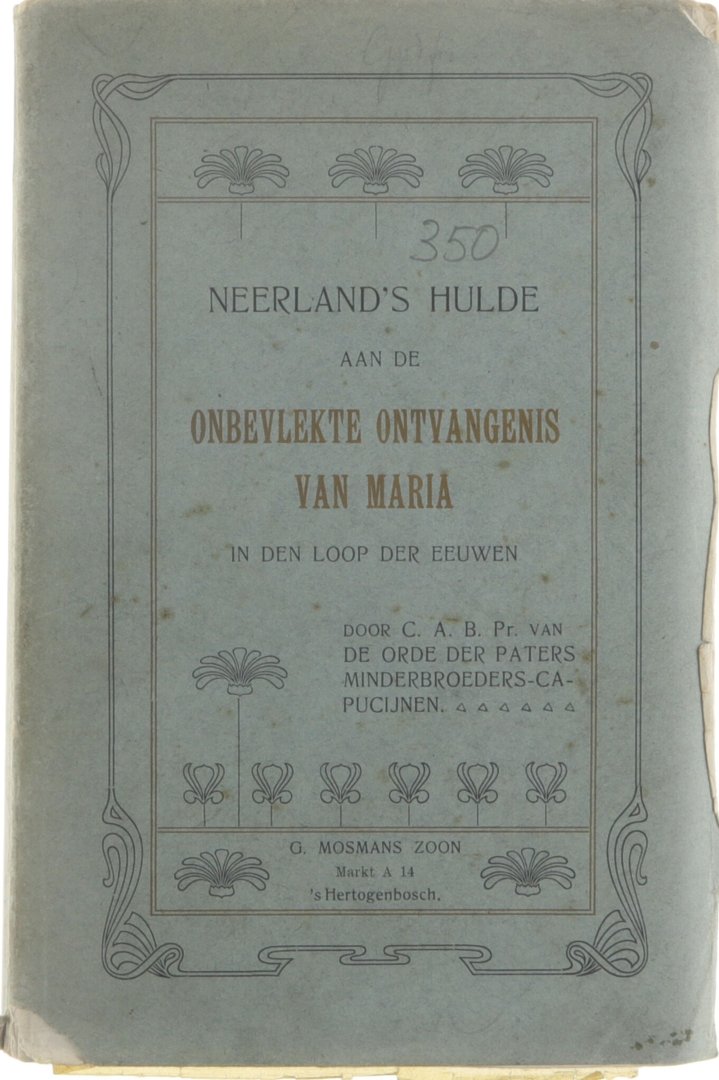 350
NEERLAND'S HULDE
AAN DE
ONBEVLEKTE ONTVANGENIS
VAN MARIA
IN DEN LOOP DER EEUWEN
DOOR C. A. B. Pr. VAN
DE ORDE DER PATERS
MINDERBROEDERS-CA-
PUCIJNEN.
G. MOSMANS ZOON
Markt A 14
'sHertogenbosch.